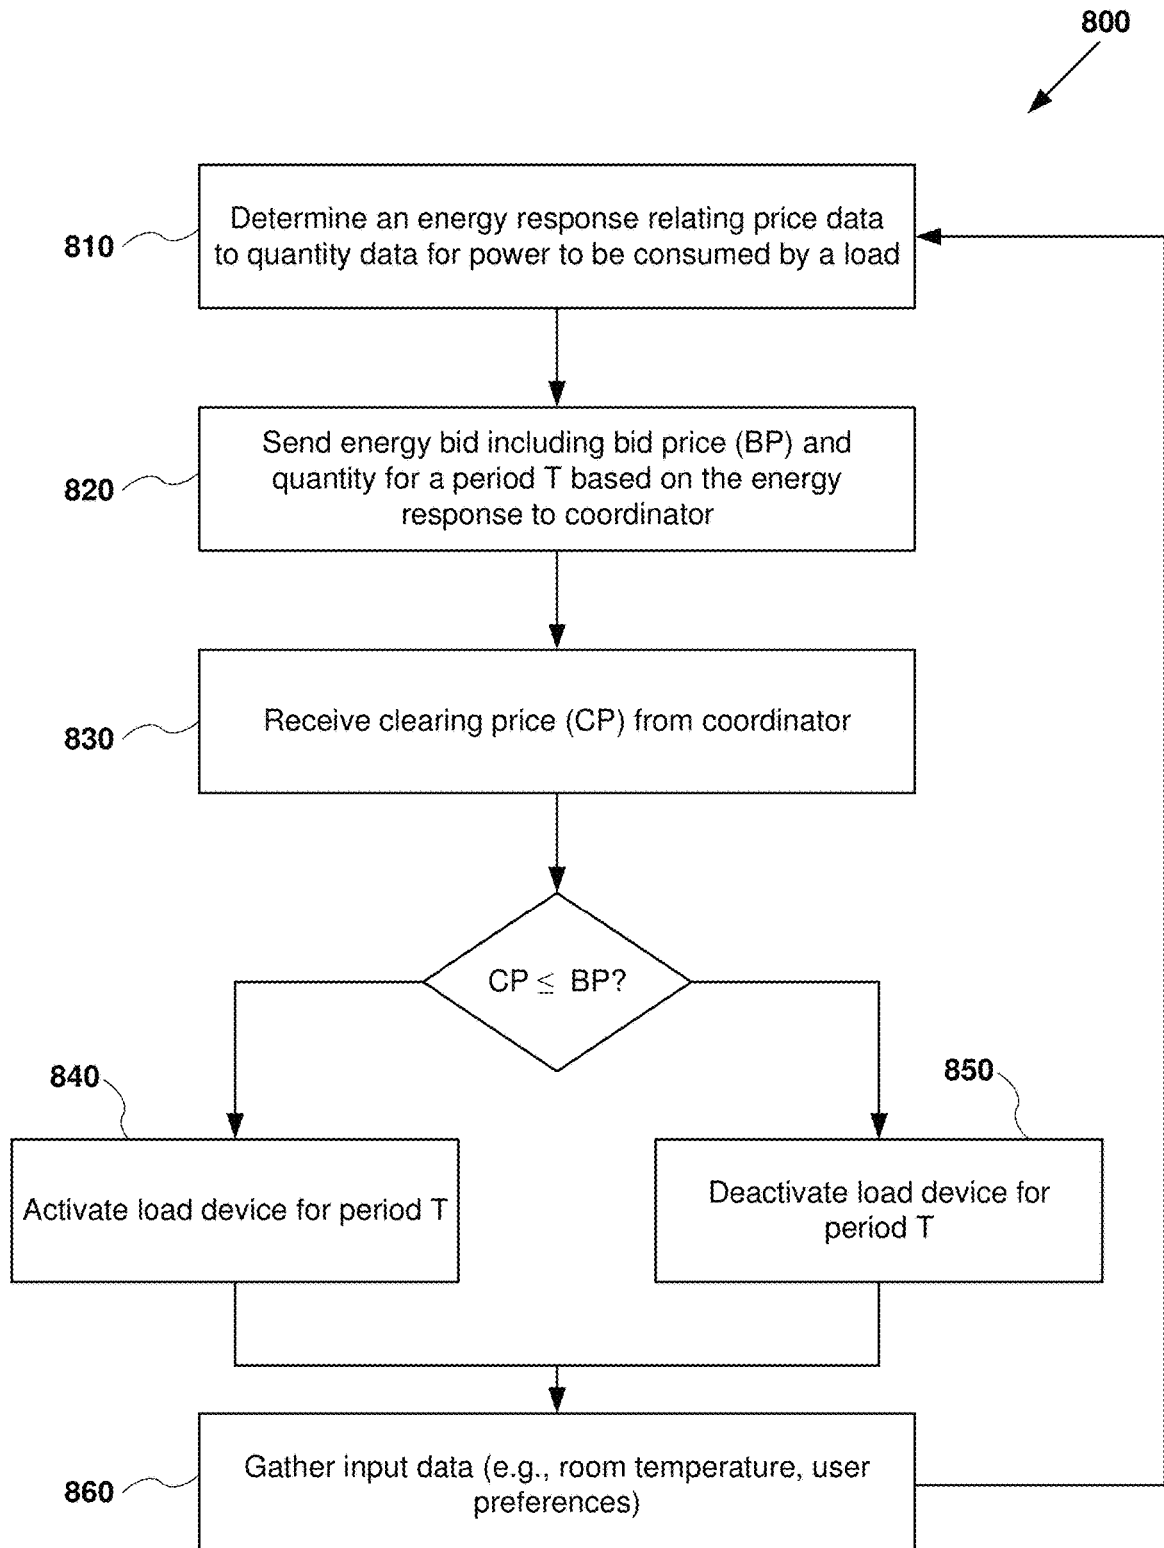 800
810
Determine an energy response relating price data
to quantity data for power to be consumed by a load
820
Send energy bid including bid price (BP) and
quantity for a period T based on the energy
response to coordinator
830
Receive clearing price (CP) from coordinator
CP ≤ BP?
840
Activate load device for period T
850
Deactivate load device for
period T
860
Gather input data (e.g., room temperature, user
preferences)